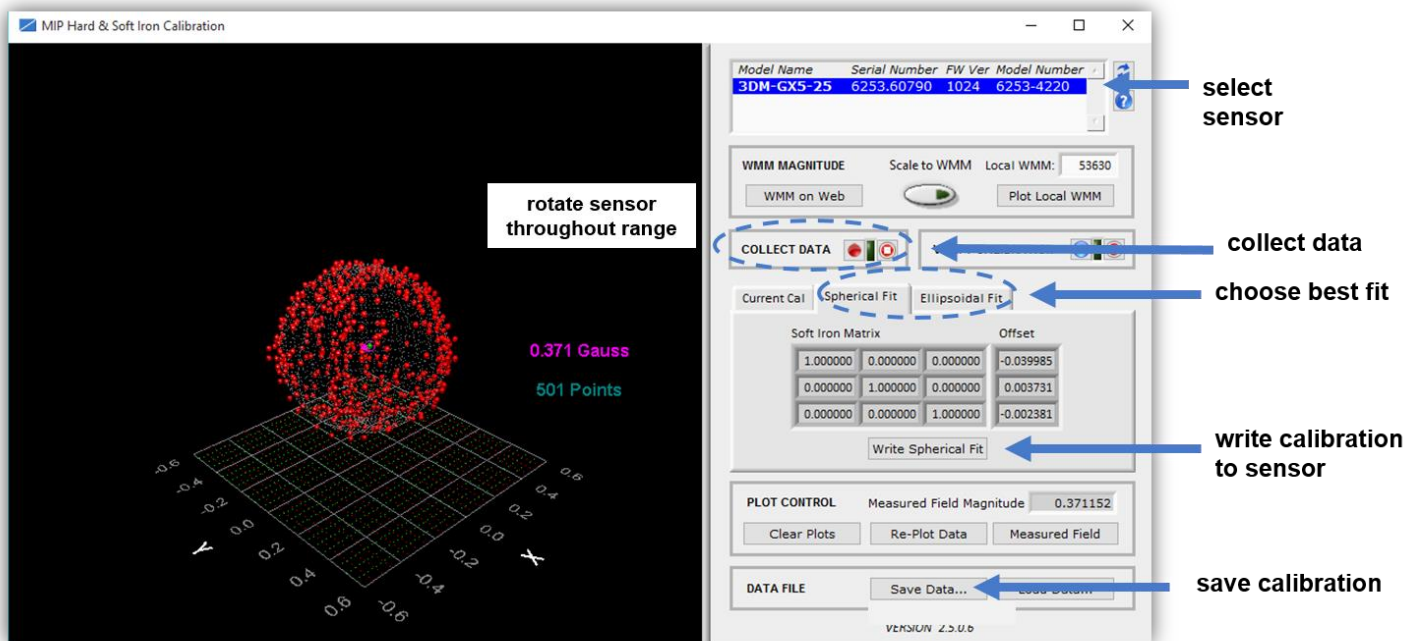 MIP Hard & Soft Iron Calibration
Model Name Serial Number FW Ver Model Number
3DM-GX5-25 6253.60790 1024 6253-4220
select
sensor
WMM MAGNITUDE Scale to WMM Local WMM: 53630
WMM on Web Plot Local WMM
rotate sensor
throughout range
COLLECT DATA
collect data
Current Cal Spherical Fit Ellipsoidal Fit
choose best fit
Soft Iron Matrix Offset
1.000000 0.000000 0.000000 -0.039985
0.000000 1.000000 0.000000 0.003731
0.000000 0.000000 1.000000 -0.002381
Write Spherical Fit
write calibration
to sensor
0.371 Gauss
501 Points
-0.6
-0.4
-0.2
0.0
0.2
0.4
0.6
Y
0.6
0.4
0.2
0.0
-0.2
-0.4
-0.6
X
PLOT CONTROL Measured Field Magnitude 0.371152
Clear Plots Re-Plot Data Measured Field
DATA FILE Save Data...
save calibration
VERSION 2.5.0.6